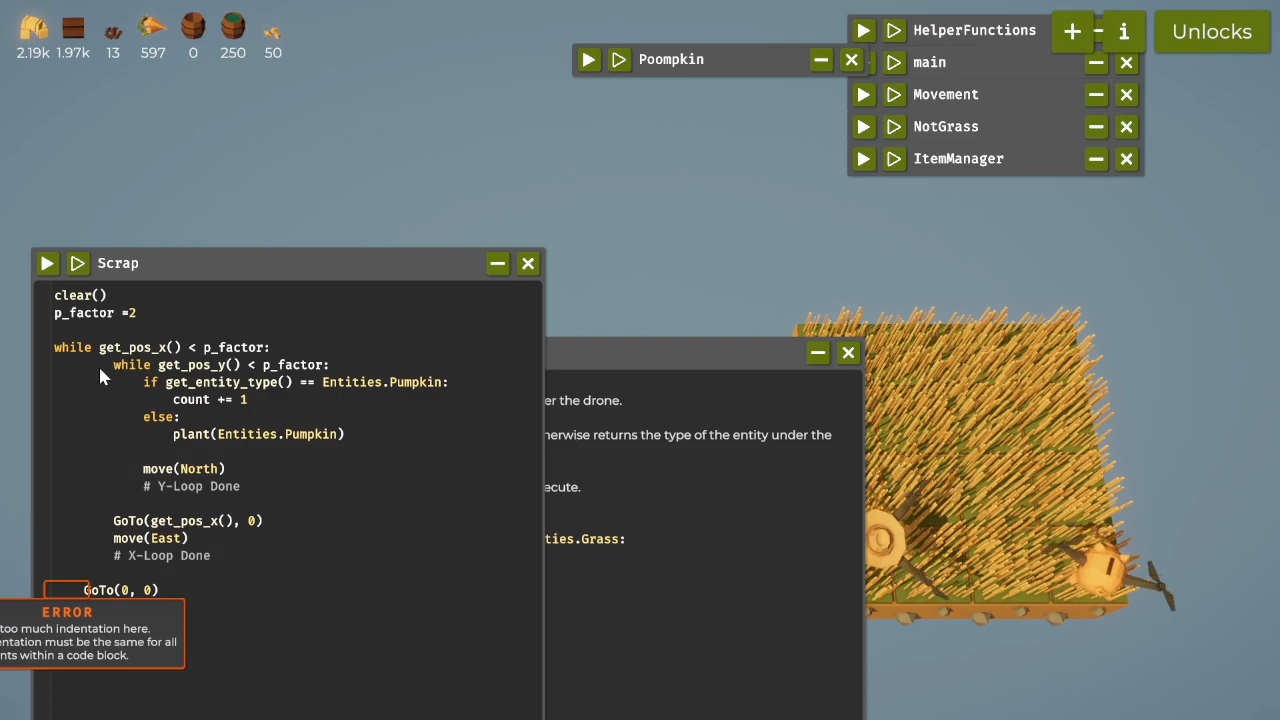 2.19k 1.97k 13 597 0 250 50
HelperFunctions
Unlocks
Poompkin
main
Movement
NotGrass
ItemManager
Scrap
clear()
p_factor =2
while get_pos_x() < p_factor:
while get_pos_y() < p_factor:
if get_entity_type() == Entities.Pumpkin:
count += 1
else:
plant(Entities.Pumpkin)
move(North)
# Y-Loop Done
GoTo(get_pos_x(), 0)
move(East)
# X-Loop Done
GoTo(0, 0)
ERROR
too much indentation here.
entation must be the same for all
nts within a code block.
er the drone.
herwise returns the type of the entity under the
ecute.
ties.Grass: